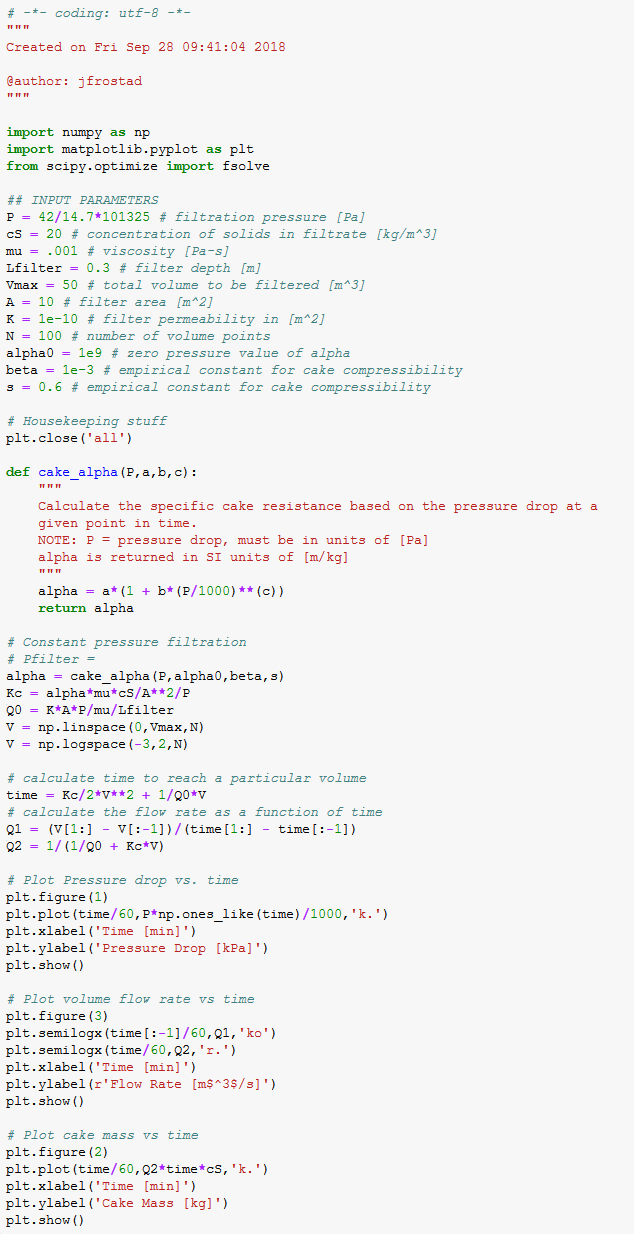 # -*- coding: utf-8 -*-
"""
Created on Fri Sep 28 09:41:04 2018

@author: jfrostad
"""

import numpy as np
import matplotlib.pyplot as plt
from scipy.optimize import fsolve

## INPUT PARAMETERS
P = 42/14.7*101325 # filtration pressure [Pa]
cS = 20 # concentration of solids in filtrate [kg/m^3]
mu = .001 # viscosity [Pa-s]
Lfilter = 0.3 # filter depth [m]
Vmax = 50 # total volume to be filtered [m^3]
A = 10 # filter area [m^2]
K = 1e-10 # filter permeability in [m^2]
N = 100 # number of volume points
alpha0 = 1e9 # zero pressure value of alpha
beta = 1e-3 # empirical constant for cake compressibility
s = 0.6 # empirical constant for cake compressibility

# Housekeeping stuff
plt.close('all')

def cake_alpha(P,a,b,c):
    """
    Calculate the specific cake resistance based on the pressure drop at a
    given point in time.
    NOTE: P = pressure drop, must be in units of [Pa]
    alpha is returned in SI units of [m/kg]
    """
    alpha = a*(1 + b*(P/1000)**(c))
    return alpha

# Constant pressure filtration
# Pfilter =
alpha = cake_alpha(P,alpha0,beta,s)
Kc = alpha*mu*cS/A**2/P
Q0 = K*A*P/mu/Lfilter
V = np.linspace(0,Vmax,N)
V = np.logspace(-3,2,N)

# calculate time to reach a particular volume
time = Kc/2*V**2 + 1/Q0*V
# calculate the flow rate as a function of time
Q1 = (V[1:] - V[:-1])/(time[1:] - time[:-1])
Q2 = 1/(1/Q0 + Kc*V)

# Plot Pressure drop vs. time
plt.figure(1)
plt.plot(time/60,P*np.ones_like(time)/1000,'k.')
plt.xlabel('Time [min]')
plt.ylabel('Pressure Drop [kPa]')
plt.show()

# Plot volume flow rate vs time
plt.figure(3)
plt.semilogx(time[:-1]/60,Q1,'ko')
plt.semilogx(time/60,Q2,'r.')
plt.xlabel('Time [min]')
plt.ylabel(r'Flow Rate [m$^3$/s]')
plt.show()

# Plot cake mass vs time
plt.figure(2)
plt.plot(time/60,Q2*time*cS,'k.')
plt.xlabel('Time [min]')
plt.ylabel('Cake Mass [kg]')
plt.show()